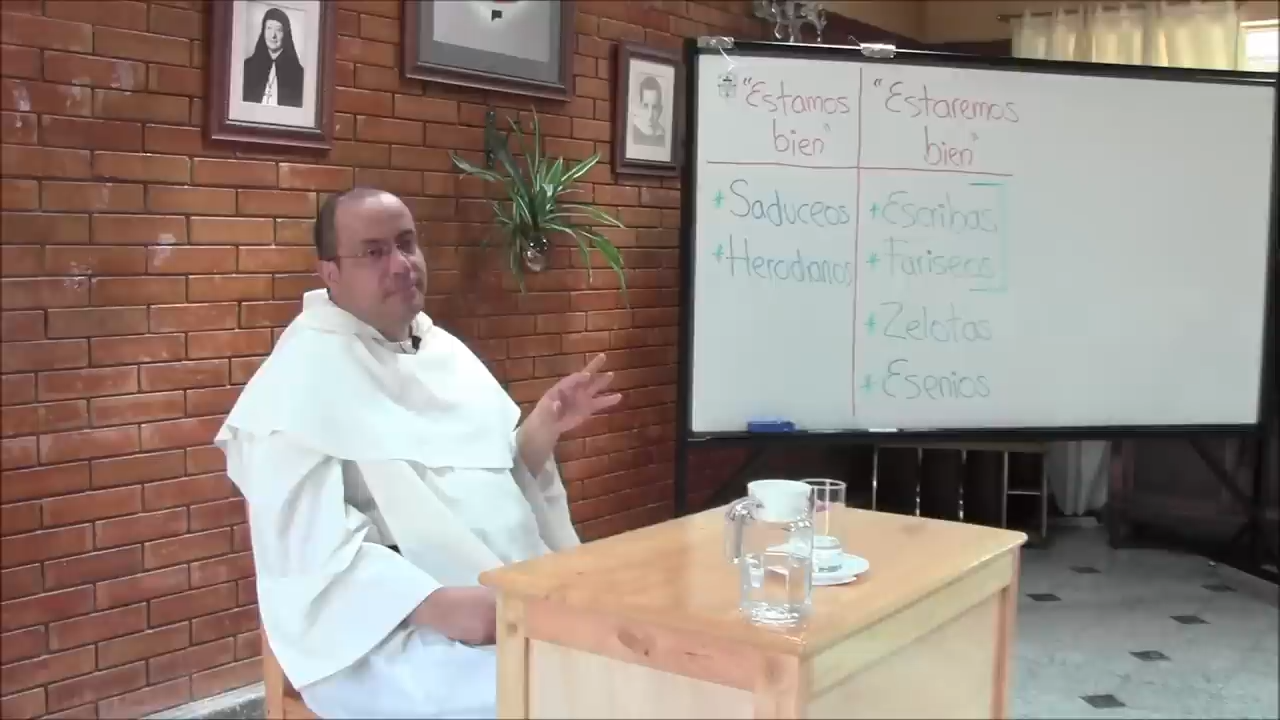 "Estamos
bien"
"Estaremos
bien"
+ Saduceos
+ Herodianos
+ Escribas
+ Fariseos
+ Zelotas
+ Esenios